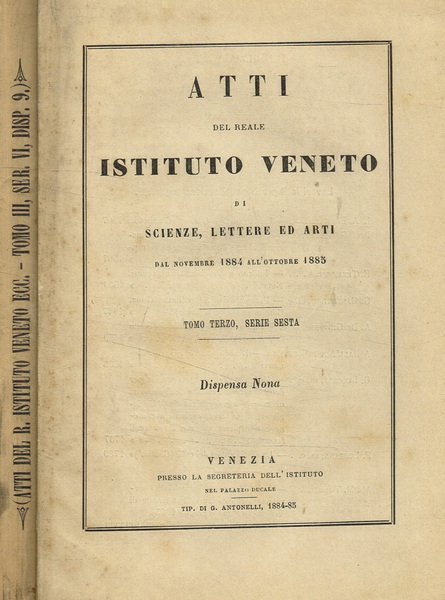 (ATTI DEL R. ISTITUTO VENETO ECC. - TOMO III, SER. VI, DISP. 9.)
ATTI
DEL REALE
ISTITUTO VENETO
DI
SCIENZE, LETTERE ED ARTI
DAL NOVEMBRE 1884 ALL'OTTOBRE 1885
TOMO TERZO, SERIE SESTA
Dispensa Nona
VENEZIA
PRESSO LA SEGRETERIA DELL'ISTITUTO
NEL PALAZZO DUCALE
TIP. DI G. ANTONELLI, 1884-85